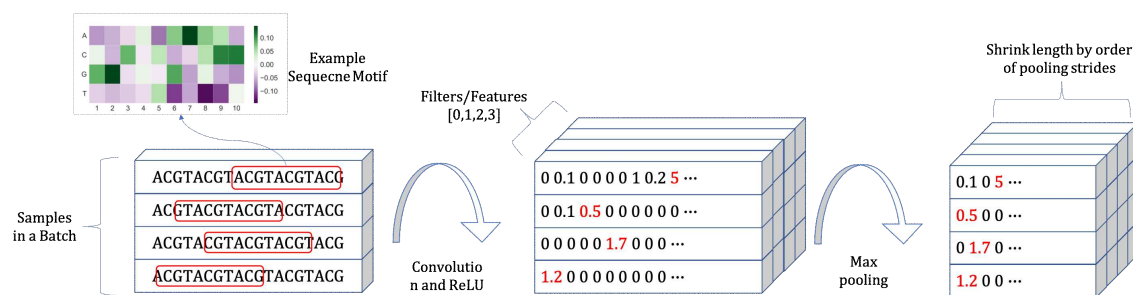 A
C
G
T
1 2 3 4 5 6 7 8 9 10
0.10
0.05
0.00
−0.05
−0.10
Example
Sequecne Motif
Samples
in a Batch
ACGTACGTACGTACGTACG
ACGTACGTACGTACGTACG
ACGTACGTACGTACGTACG
ACGTACGTACGTACGTACG
Convolutio
n and ReLU
Filters/Features
[0,1,2,3]
0 0.1 0 0 0 0 1 0.2 5 ⋯
0 0.1 0.5 0 0 0 0 0 0 ⋯
0 0 0 0 0 1.7 0 0 0 ⋯
1.2 0 0 0 0 0 0 0 0 ⋯
Max
pooling
Shrink length by order
of pooling strides
0.1 0 5 ⋯
0.5 0 0 ⋯
0 1.7 0 ⋯
1.2 0 0 ⋯